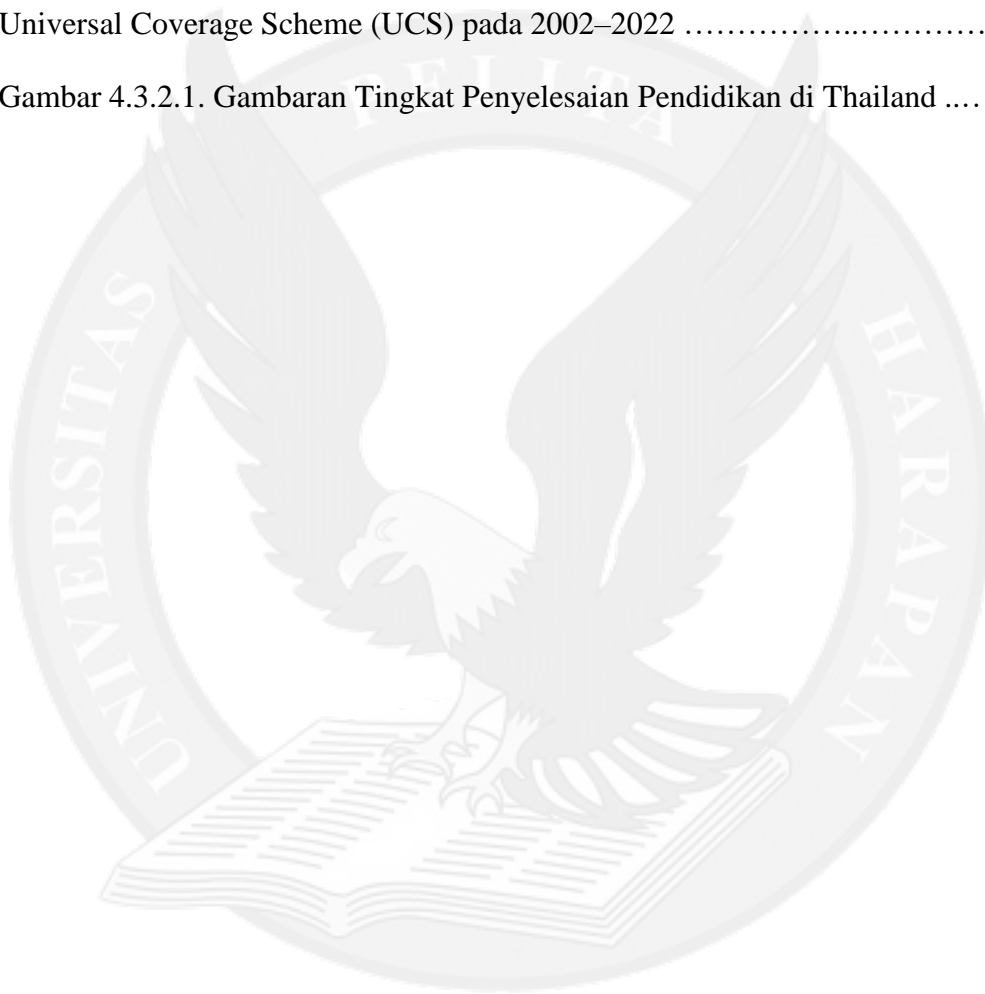 Universal Coverage Scheme (UCS) pada 2002–2022 ……………..…………
Gambar 4.3.2.1. Gambaran Tingkat Penyelesaian Pendidikan di Thailand .…
UNIVERSITAS PELITA HARAPAN